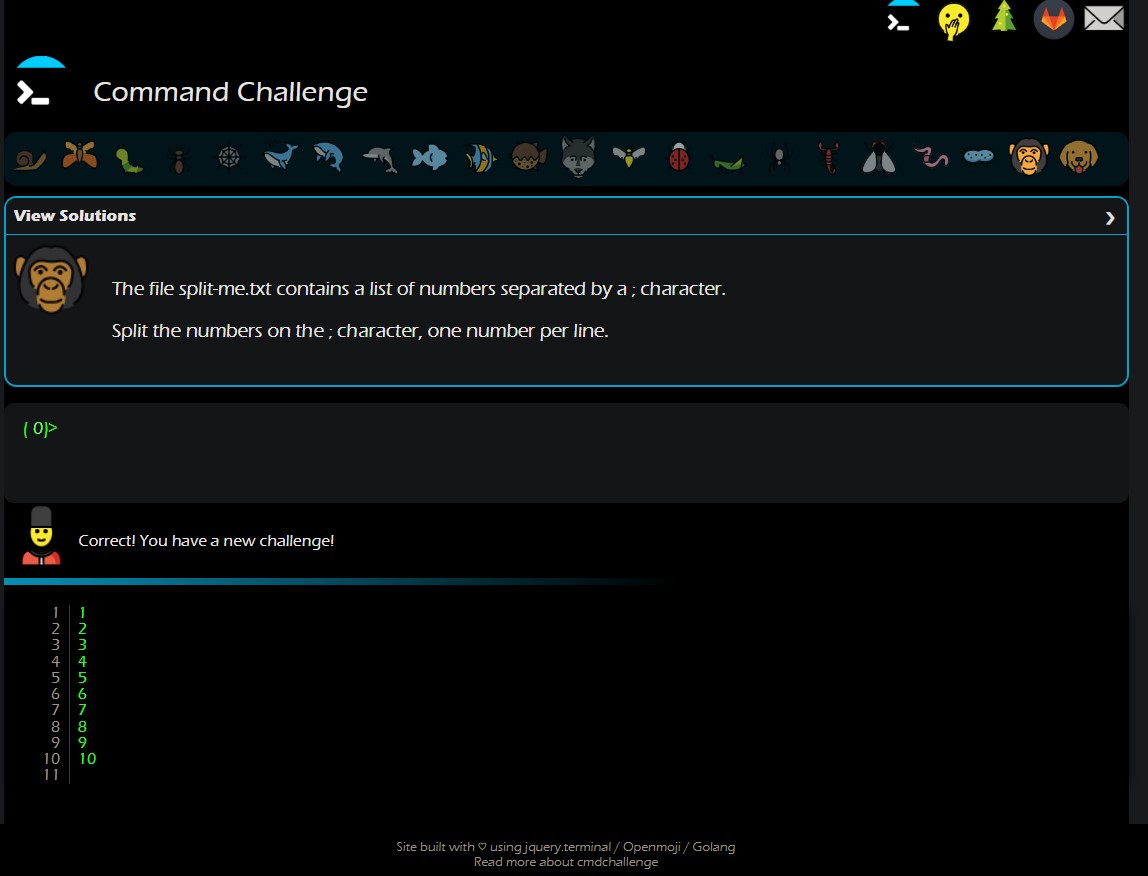 Command Challenge
View Solutions
The file split-me.txt contains a list of numbers separated by a ; character.
Split the numbers on the ; character, one number per line.
( 0)>
Correct! You have a new challenge!
1 1
2 2
3 3
4 4
5 5
6 6
7 7
8 8
9 9
10 10
11
Site built with ♡ using jquery.terminal / Openmoji / Golang
Read more about cmdchallenge